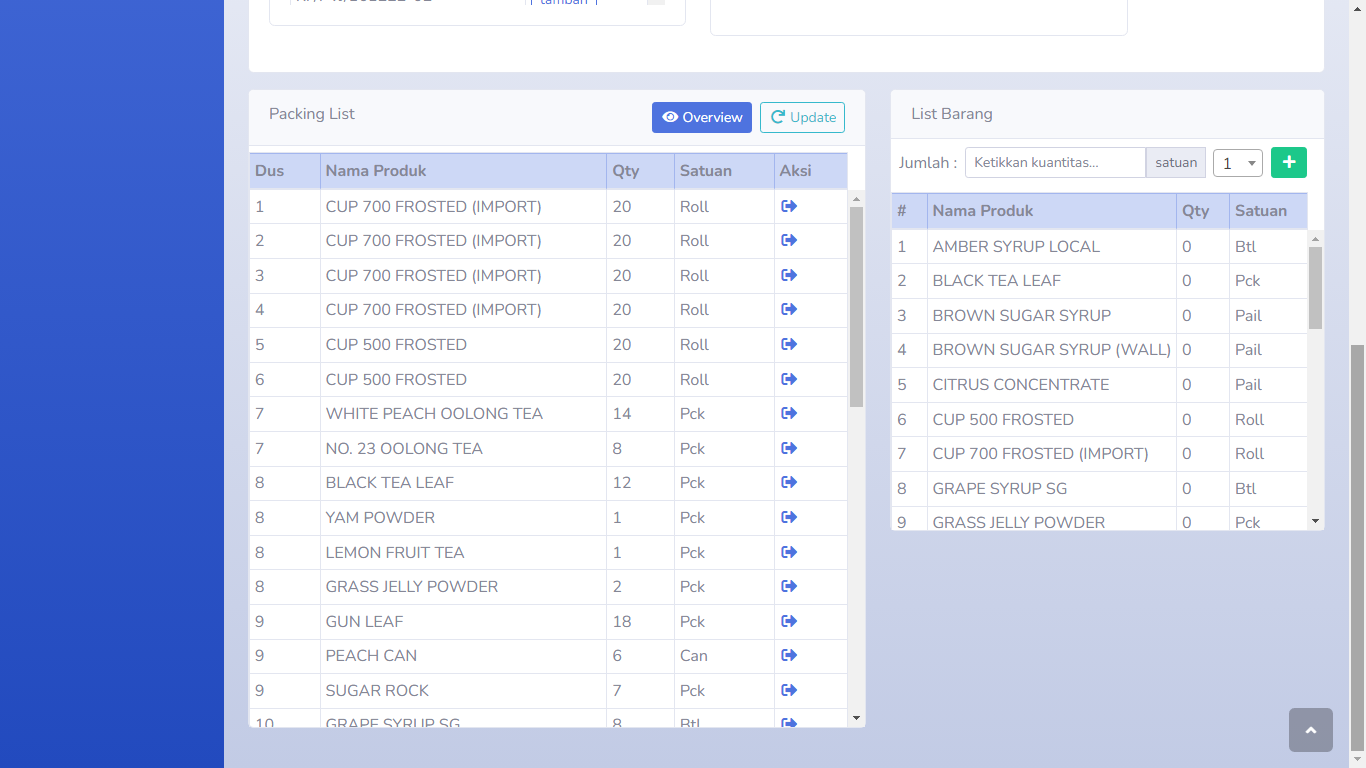 tambah
Packing List
Overview
Update
Dus Nama Produk Qty Satuan Aksi
1 CUP 700 FROSTED (IMPORT) 20 Roll
2 CUP 700 FROSTED (IMPORT) 20 Roll
3 CUP 700 FROSTED (IMPORT) 20 Roll
4 CUP 700 FROSTED (IMPORT) 20 Roll
5 CUP 500 FROSTED 20 Roll
6 CUP 500 FROSTED 20 Roll
7 WHITE PEACH OOLONG TEA 14 Pck
7 NO. 23 OOLONG TEA 8 Pck
8 BLACK TEA LEAF 12 Pck
8 YAM POWDER 1 Pck
8 LEMON FRUIT TEA 1 Pck
8 GRASS JELLY POWDER 2 Pck
9 GUN LEAF 18 Pck
9 PEACH CAN 6 Can
9 SUGAR ROCK 7 Pck
10 GRAPE SYRUP SG 8 Btl
List Barang
Jumlah : Ketikkan kuantitas... satuan 1
# Nama Produk Qty Satuan
1 AMBER SYRUP LOCAL 0 Btl
2 BLACK TEA LEAF 0 Pck
3 BROWN SUGAR SYRUP 0 Pail
4 BROWN SUGAR SYRUP (WALL) 0 Pail
5 CITRUS CONCENTRATE 0 Pail
6 CUP 500 FROSTED 0 Roll
7 CUP 700 FROSTED (IMPORT) 0 Roll
8 GRAPE SYRUP SG 0 Btl
9 GRASS JELLY POWDER 0 Pck